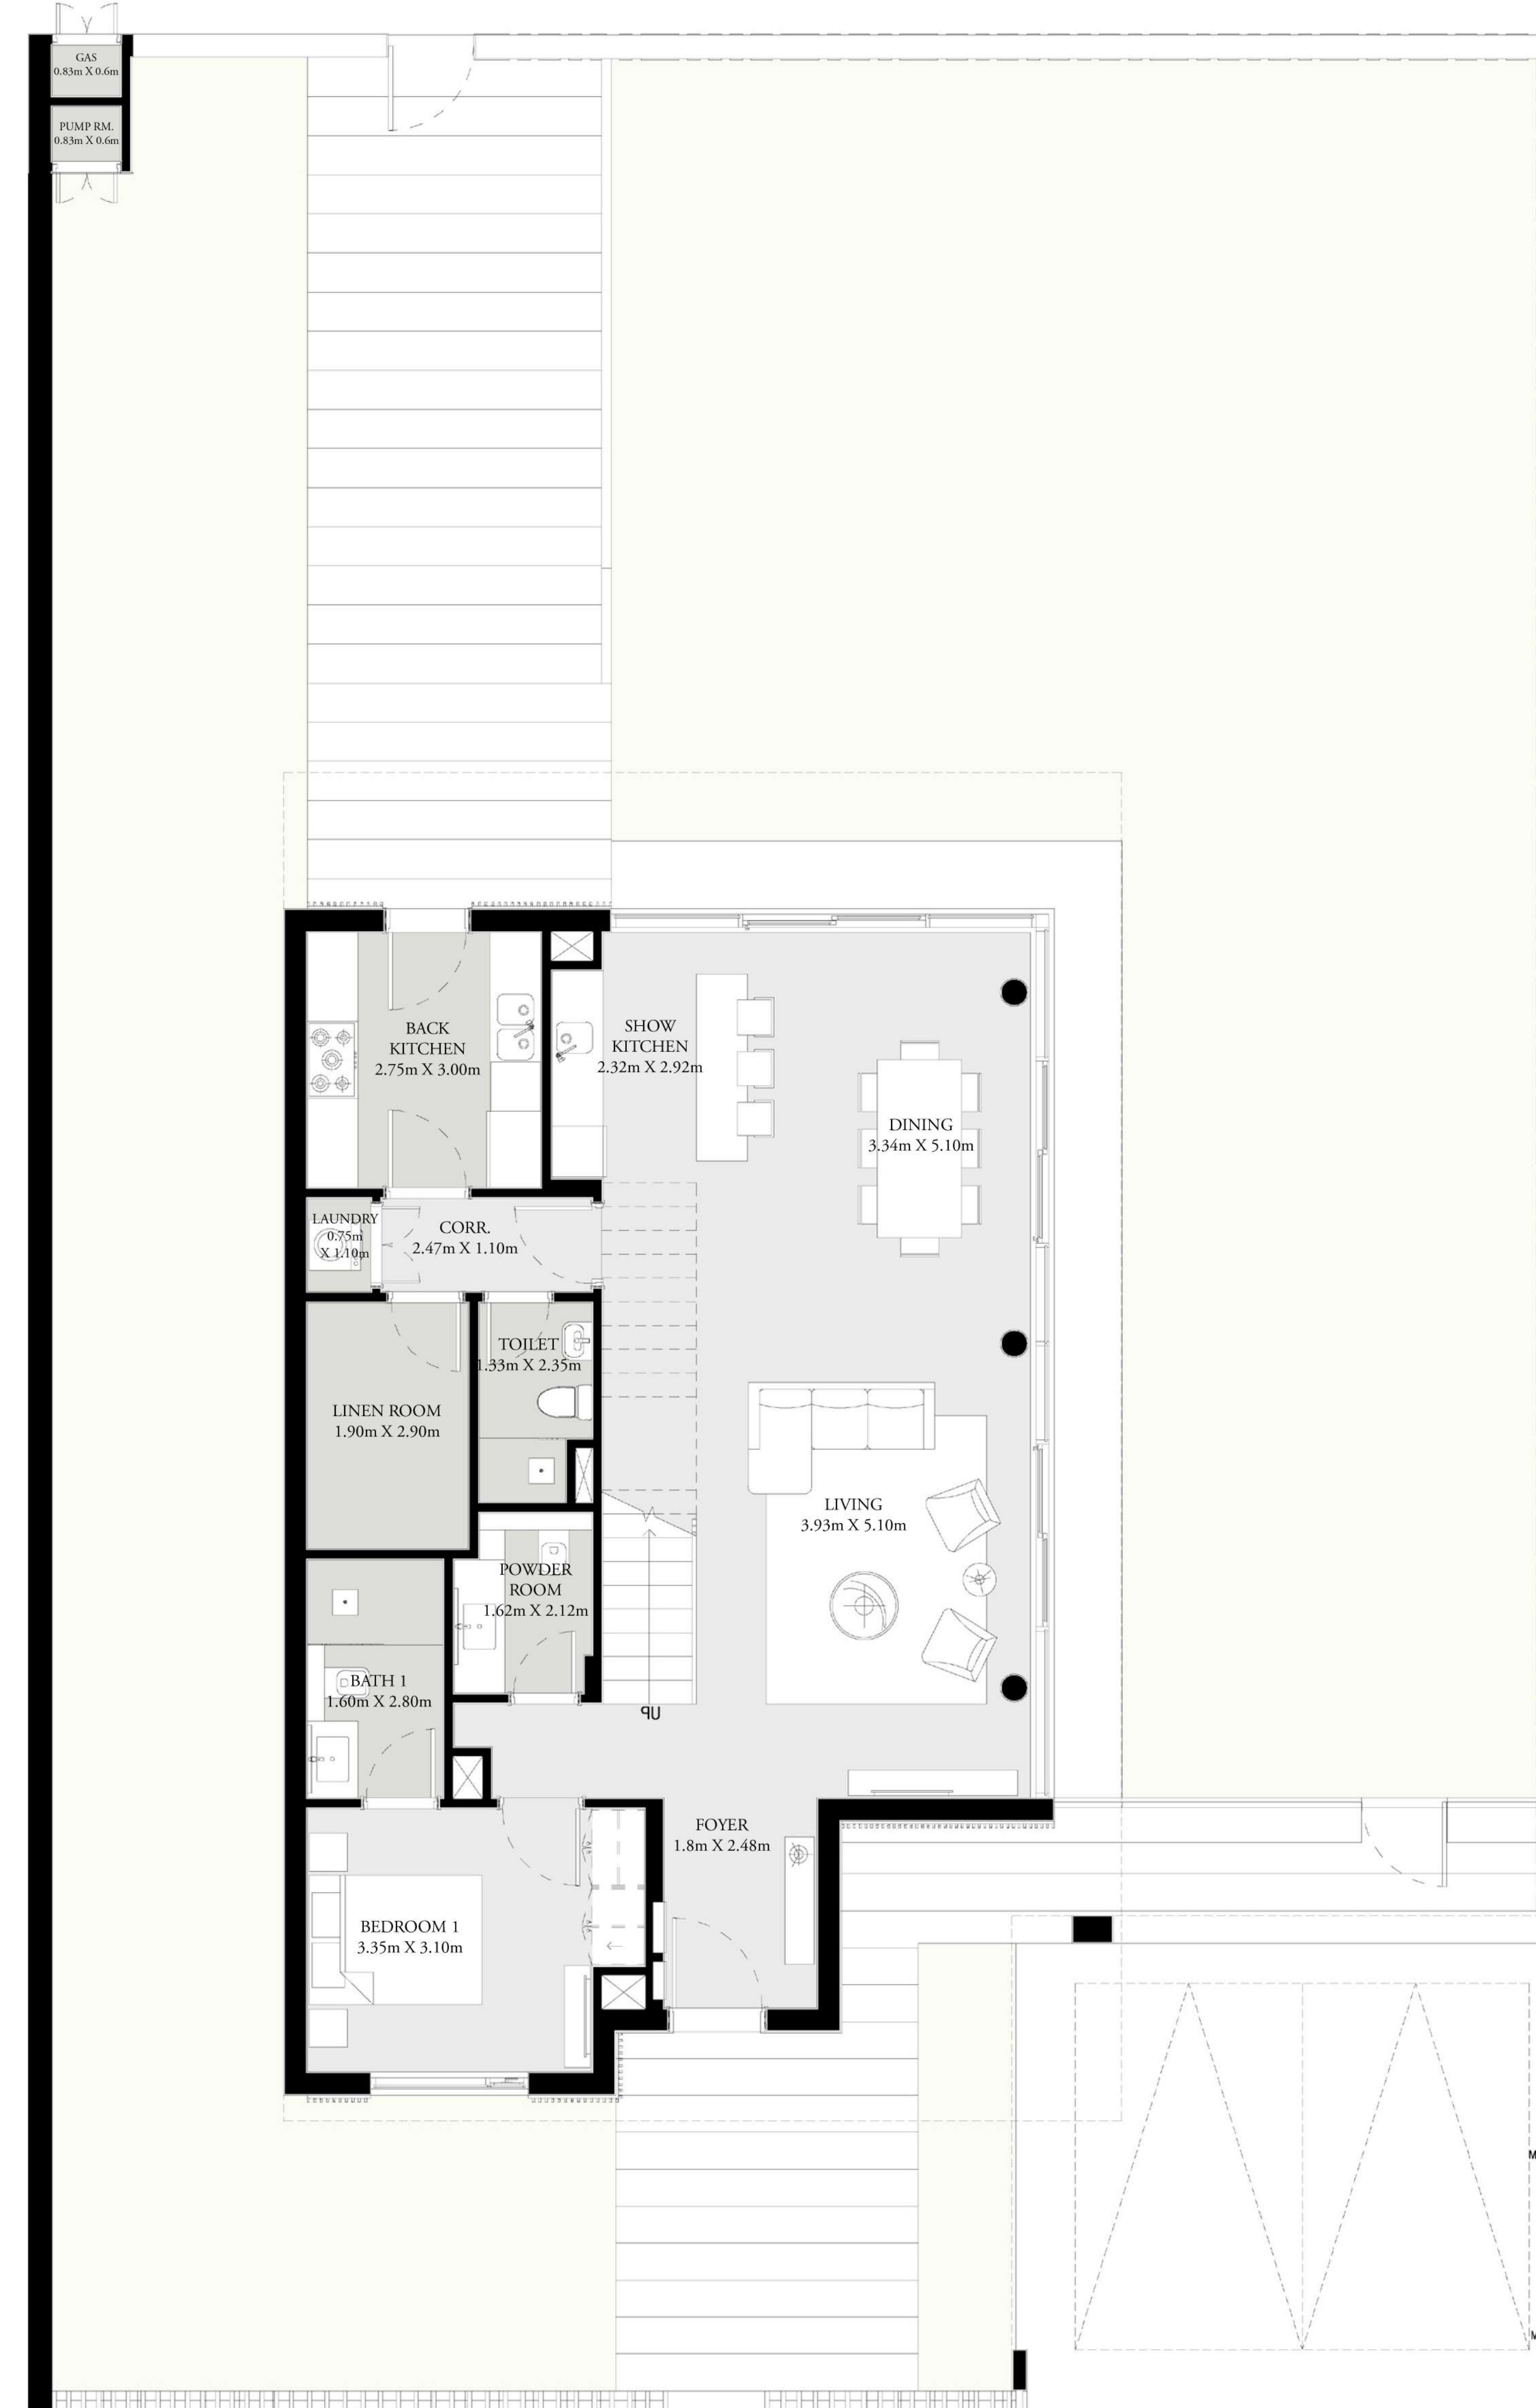 GAS
0.83m X 0.6m
PUMP RM.
0.83m X 0.6m
BACK
KITCHEN
2.75m X 3.00m
SHOW
KITCHEN
2.32m X 2.92m
DINING
3.34m X 5.10m
LAUNDRY
0.75m
X 1.10m
CORR.
2.47m X 1.10m
TOILET
1.33m X 2.35m
LINEN ROOM
1.90m X 2.90m
LIVING
3.93m X 5.10m
POWDER
ROOM
1.62m X 2.12m
BATH 1
1.60m X 2.80m
UP
FOYER
1.8m X 2.48m
BEDROOM 1
3.35m X 3.10m
M
M